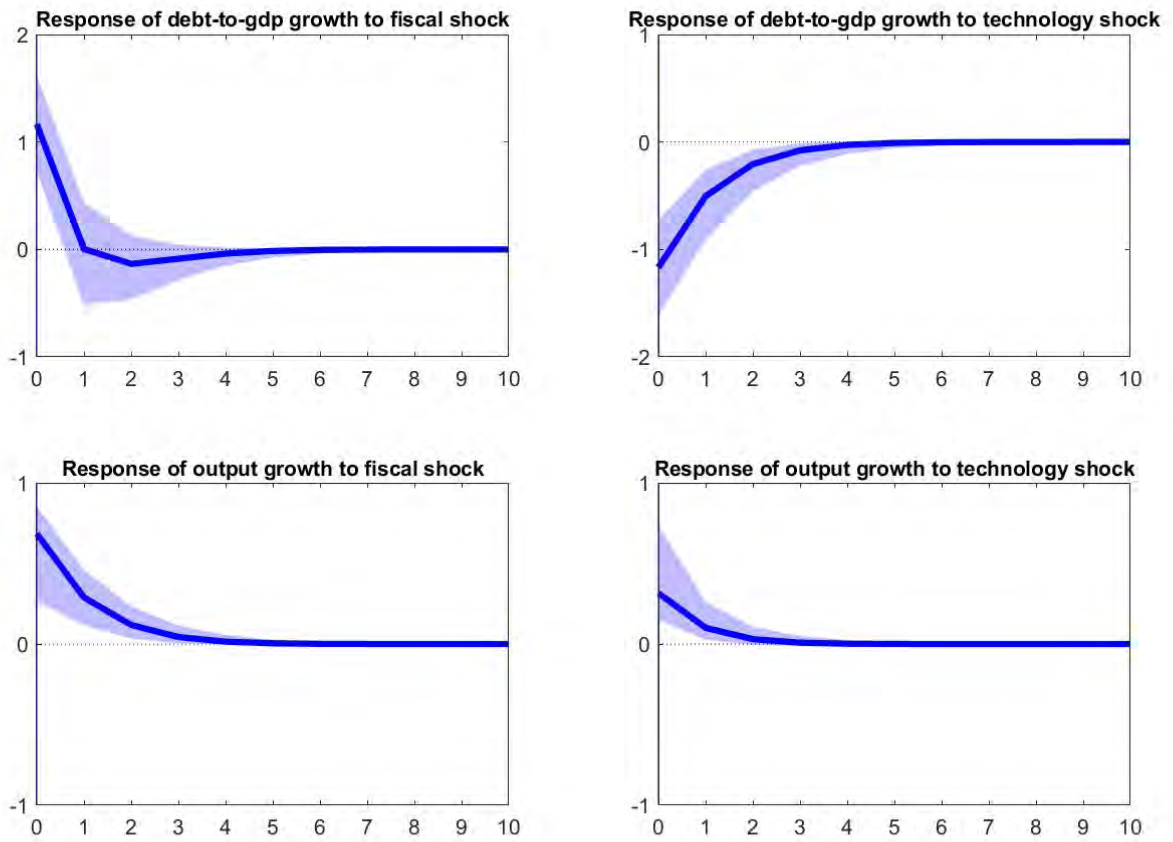 Response of debt-to-gdp growth to fiscal shock
2
1
0
-1
0 1 2 3 4 5 6 7 8 9 10
Response of debt-to-gdp growth to technology shock
1
0
-1
-2
0 1 2 3 4 5 6 7 8 9 10
Response of output growth to fiscal shock
1
0
-1
0 1 2 3 4 5 6 7 8 9 10
Response of output growth to technology shock
1
0
-1
0 1 2 3 4 5 6 7 8 9 10